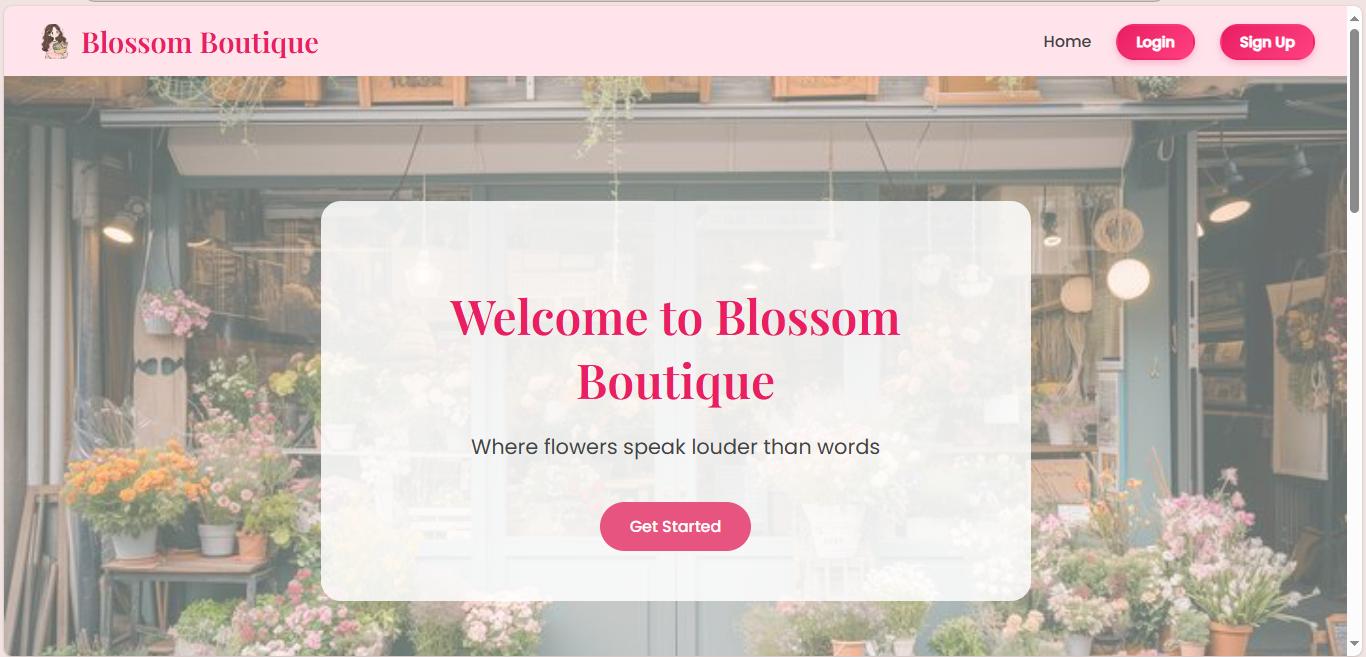 Blossom Boutique
Home
Login
Sign Up
Welcome to Blossom
Boutique
Where flowers speak louder than words
Get Started